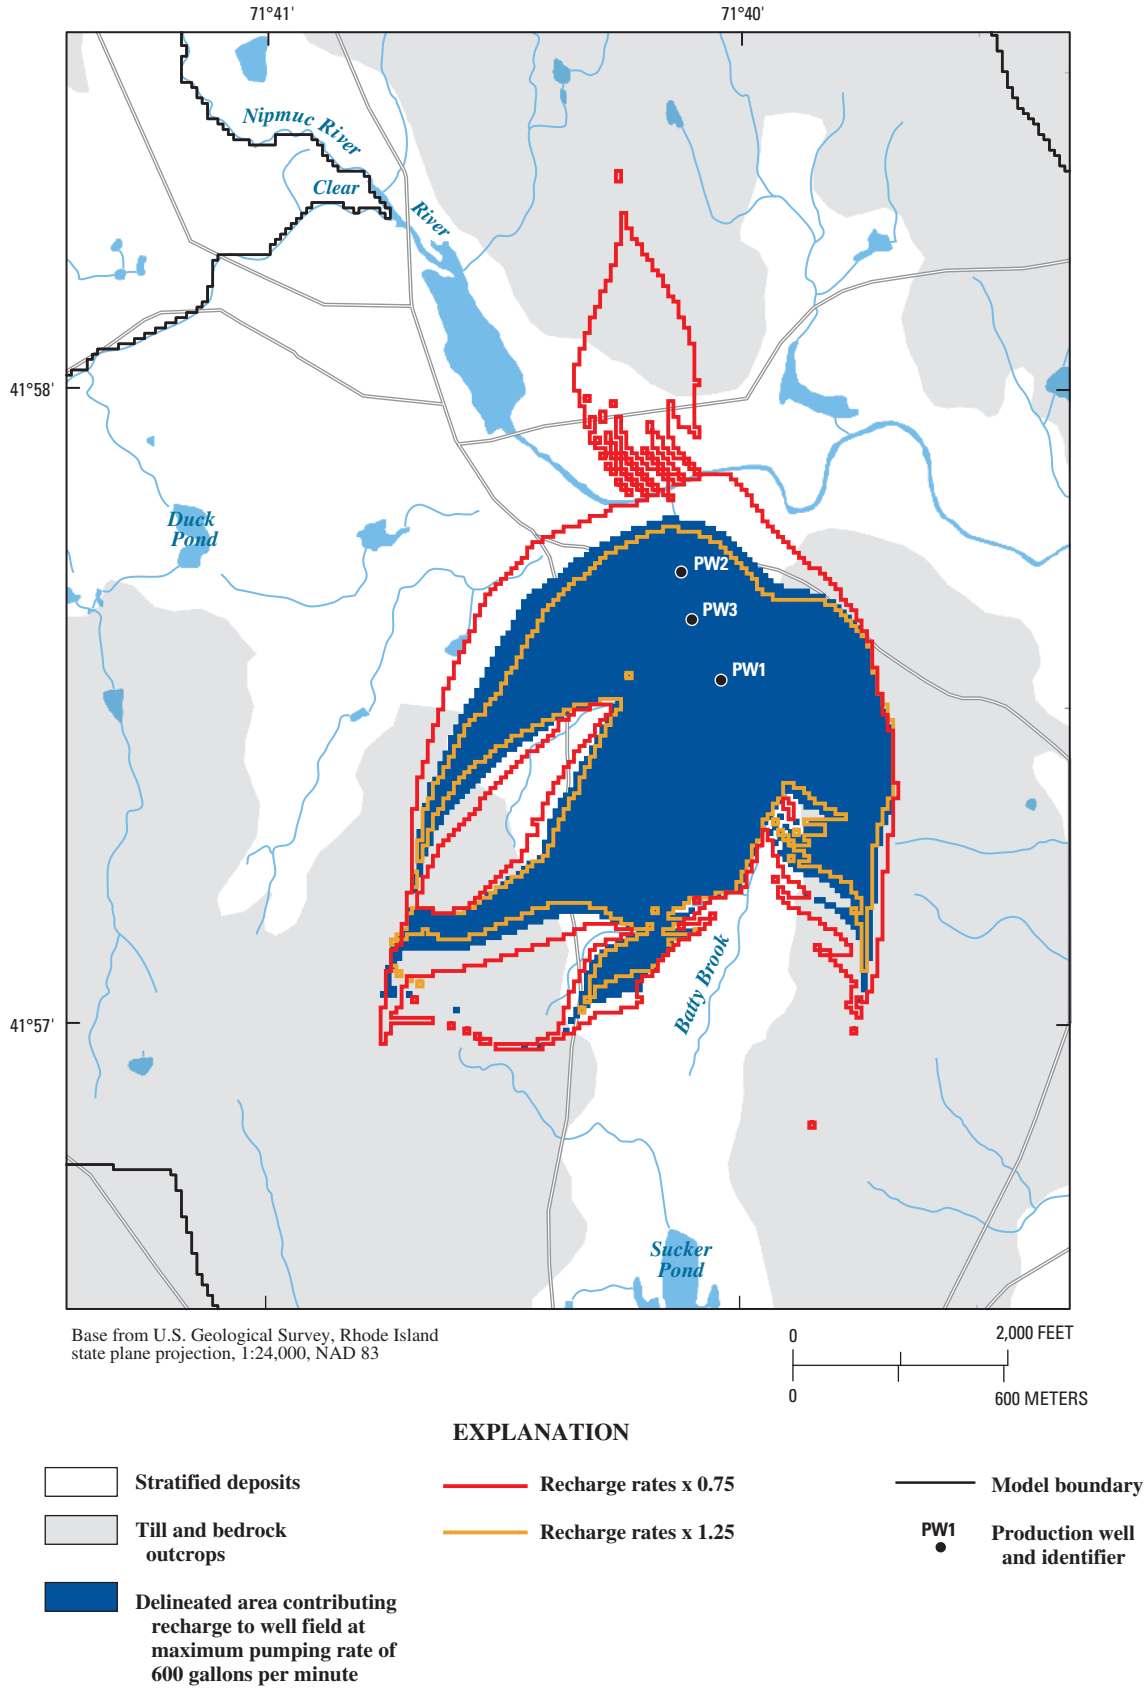 71°41'
71°40'
Nipmuc River
Clear
River
41°58'
Duck
Pond
PW2
PW3
PW1
Batty Brook
41°57'
Sucker
Pond
Base from U.S. Geological Survey, Rhode Island
state plane projection, 1:24,000, NAD 83
0
2,000 FEET
0
600 METERS
EXPLANATION
Stratified deposits
Till and bedrock
outcrops
Delineated area contributing
recharge to well field at
maximum pumping rate of
600 gallons per minute
Recharge rates x 0.75
Recharge rates x 1.25
Model boundary
PW1
Production well
and identifier